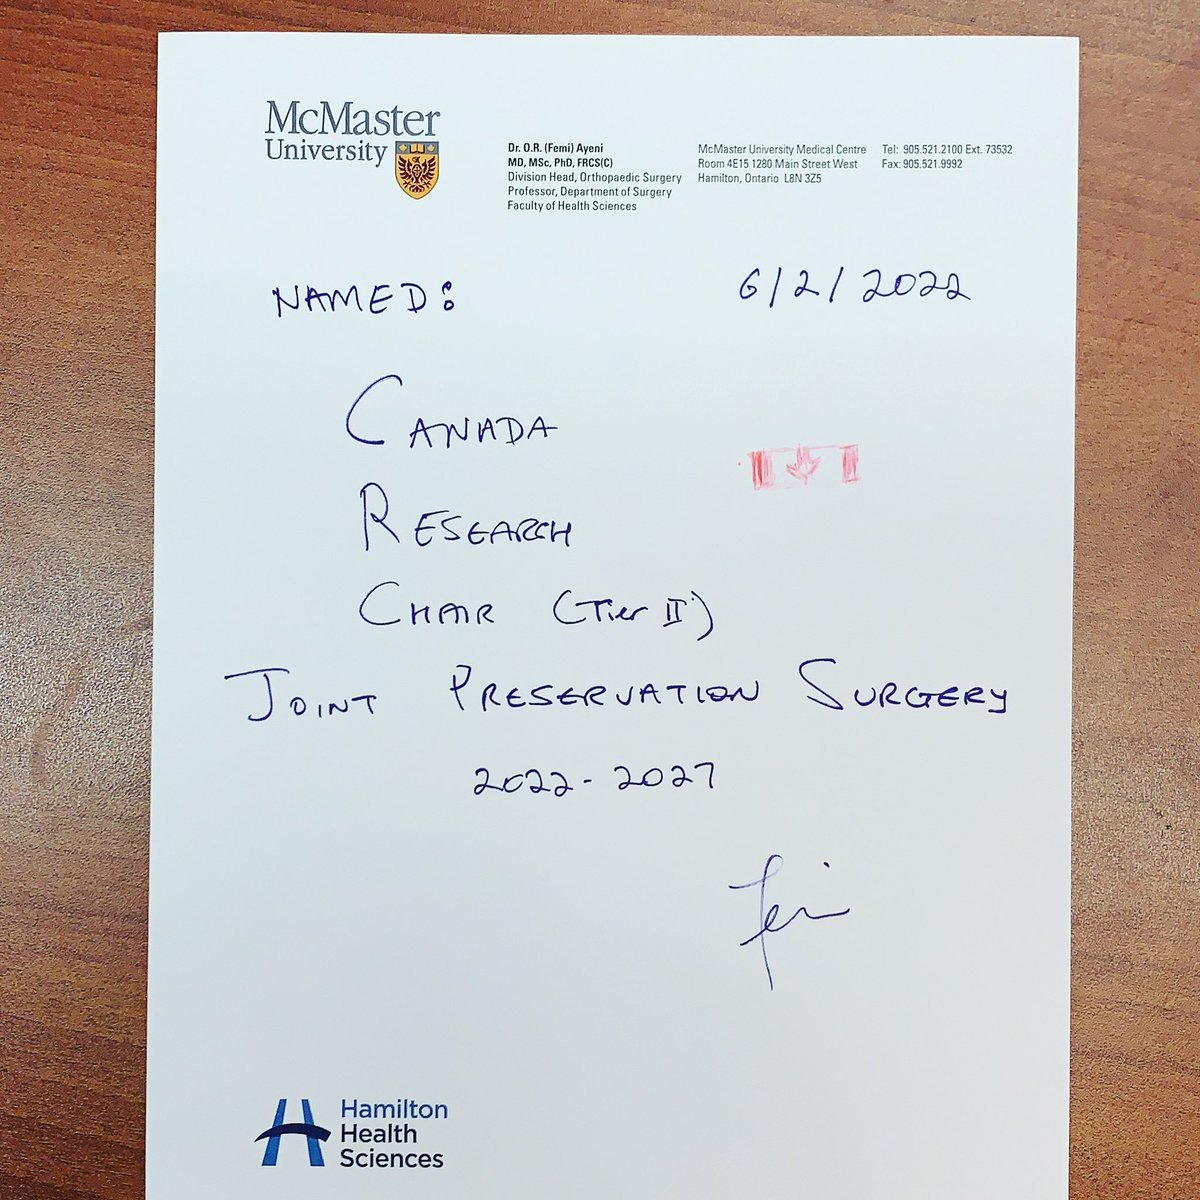 McMaster
University
Dr. O.R. (Femi) Ayeni
MD, MSc, PhD, FRCS(C)
Division Head, Orthopaedic Surgery
Professor, Department of Surgery
Faculty of Health Sciences
McMaster University Medical Centre
Room 4E15 1280 Main Street West
Hamilton, Ontario L8N 3Z5
Tel: 905.521.2100 Ext. 73532
Fax: 905.521.9992
NAMED: 6/2/2022
CANADA
RESEARCH
CHAIR (Tier II)
JOINT PRESERVATION SURGERY
2022-2027
Femi
Hamilton
Health
Sciences